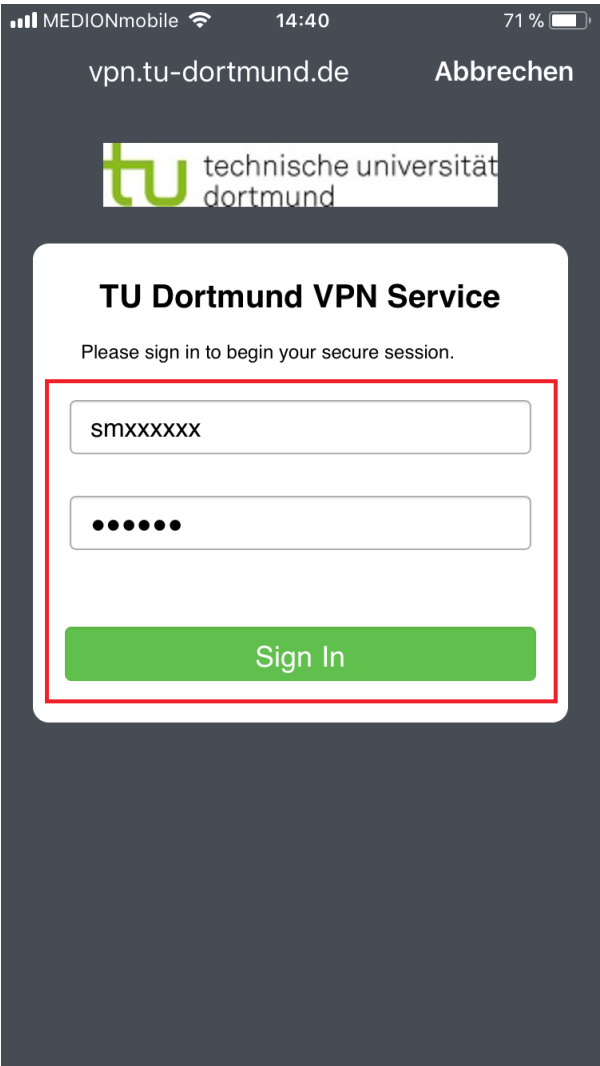 MEDIONmobile 14:40 71 %
vpn.tu-dortmund.de Abbrechen
tu technische universität
dortmund
TU Dortmund VPN Service
Please sign in to begin your secure session.
smxxxxxx
●●●●●●
Sign In